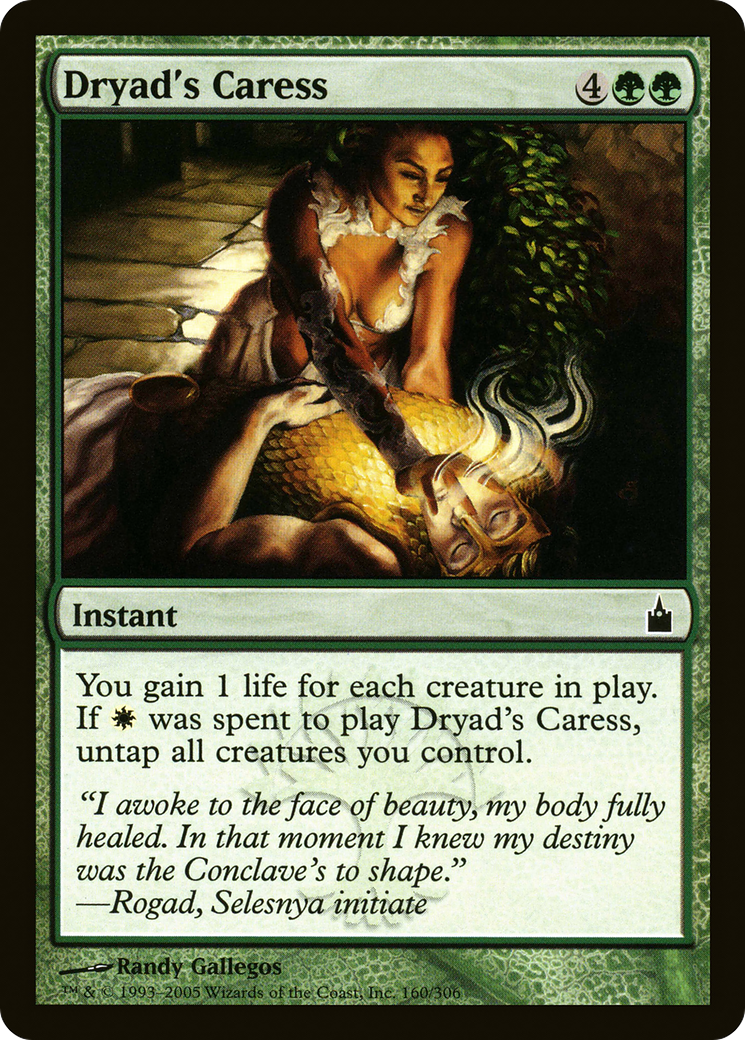 Dryad's Caress 4
Instant
You gain 1 life for each creature in play.
If was spent to play Dryad's Caress,
untap all creatures you control.
“I awoke to the face of beauty, my body fully
healed. In that moment I knew my destiny
was the Conclave's to shape.”
—Rogad, Selesnya initiate
Randy Gallegos
™ & © 1993–2005 Wizards of the Coast, Inc. 160/306